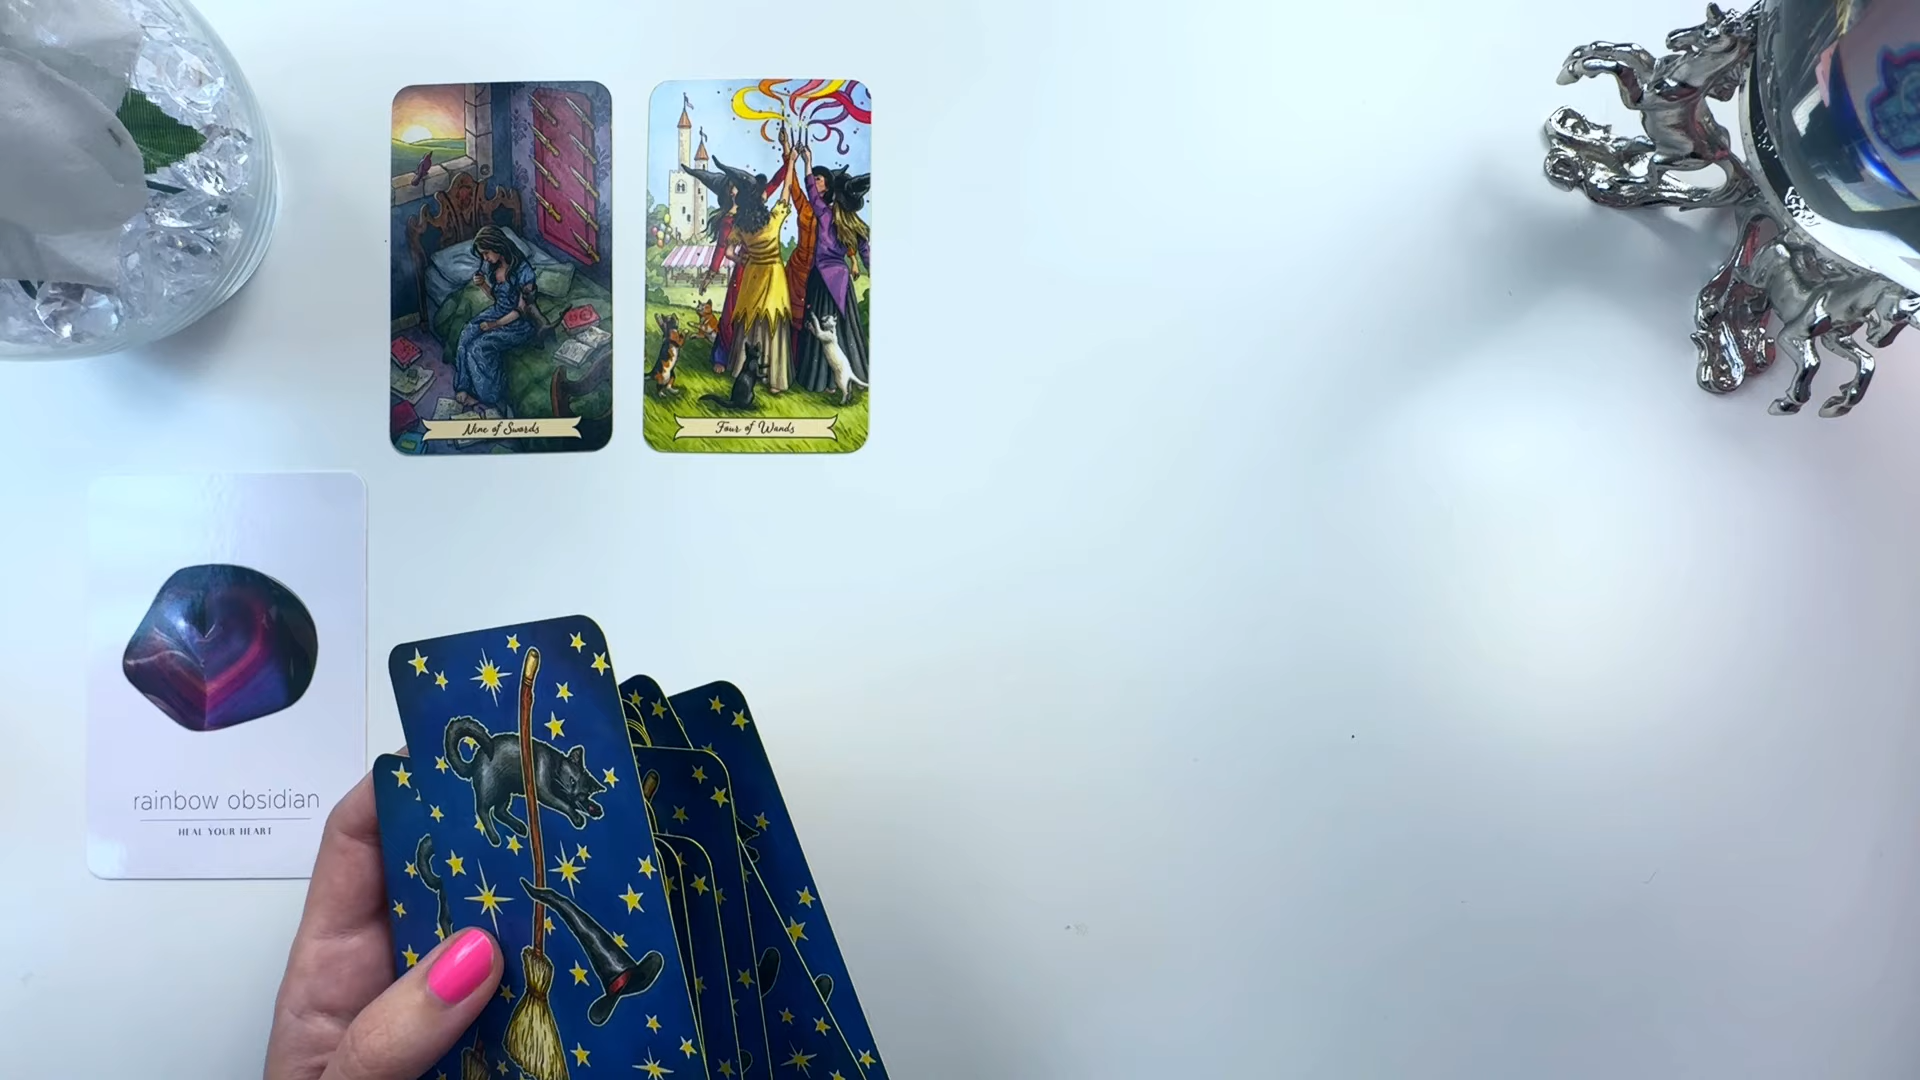 Nine of Swords
Four of Wands
rainbow obsidian
HEAL YOUR HEART